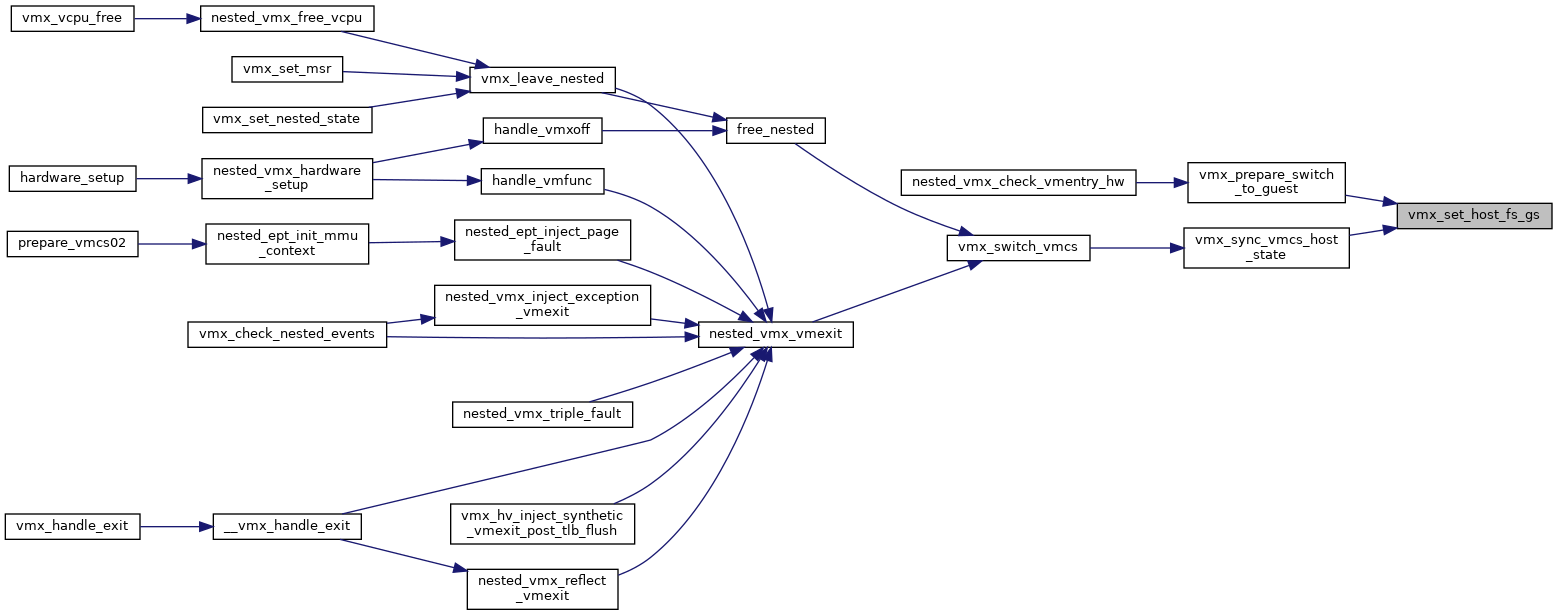 vmx_vcpu_free
nested_vmx_free_vcpu
vmx_set_msr
vmx_leave_nested
vmx_set_nested_state
handle_vmxoff
free_nested
hardware_setup
nested_vmx_hardware
_setup
handle_vmfunc
nested_vmx_check_vmentry_hw
vmx_prepare_switch
_to_guest
vmx_set_host_fs_gs
prepare_vmcs02
nested_ept_init_mmu
_context
nested_ept_inject_page
_fault
vmx_switch_vmcs
vmx_sync_vmcs_host
_state
nested_vmx_inject_exception
_vmexit
vmx_check_nested_events
nested_vmx_vmexit
nested_vmx_triple_fault
vmx_handle_exit
__vmx_handle_exit
vmx_hv_inject_synthetic
_vmexit_post_tlb_flush
nested_vmx_reflect
_vmexit